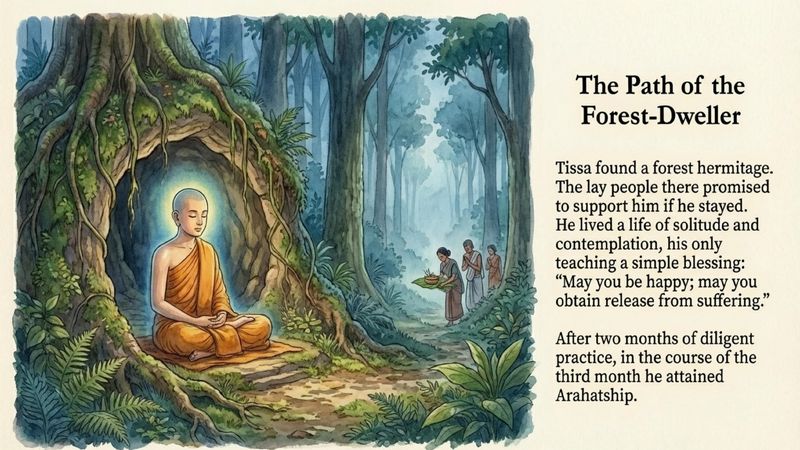 The Path of the
Forest-Dweller
Tissa found a forest hermitage.
The lay people there promised
to support him if he stayed.
He lived a life of solitude and
contemplation, his only
teaching a simple blessing:
“May you be happy; may you
obtain release from suffering.”
After two months of diligent
practice, in the course of the
third month he attained
Arahatship.